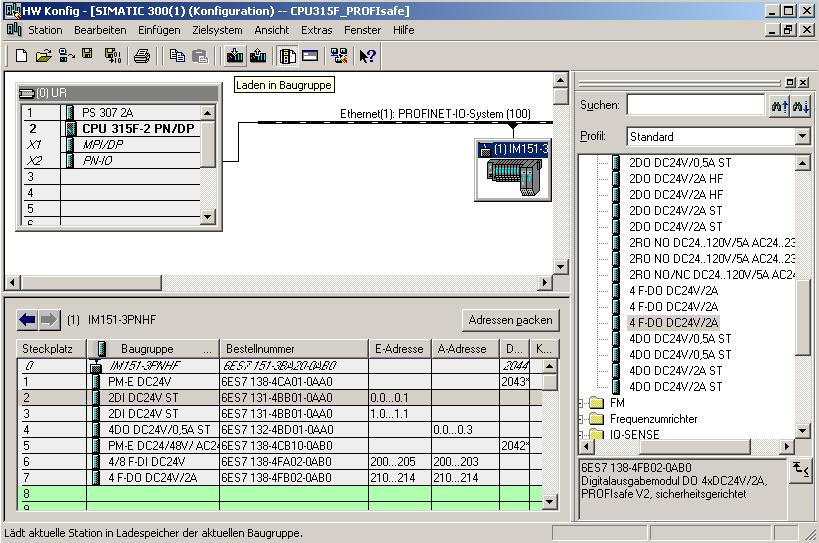 HW Konfig - [SIMATIC 300(1) (Konfiguration) -- CPU315F_PROFIsafe]
Station Bearbeiten Einfügen Zielsystem Ansicht Extras Fenster Hilfe
Laden in Baugruppe
(0) UR
1 PS 307 2A
2 CPU 315F-2 PN/DP
X1 MPI/DP
X2 PN-IO
3
4
5
6
Ethernet(1): PROFINET-IO-System (100)
(1) IM151-3
Suchen:
Profil: Standard
2DO DC24V/0,5A ST
2DO DC24V/2A HF
2DO DC24V/2A HF
2DO DC24V/2A ST
2DO DC24V/2A ST
2RO NO DC24..120V/5A AC24..23
2RO NO DC24..120V/5A AC24..23
2RO NO/NC DC24..120V/5A AC24
4 F-DO DC24V/2A
4 F-DO DC24V/2A
4 F-DO DC24V/2A
4DO DC24V/0,5A ST
4DO DC24V/0,5A ST
4DO DC24V/2A ST
4DO DC24V/2A ST
FM
Frequenzumrichter
IQ-SENSE
6ES7 138-4FB02-0AB0
Digitalausgabemodul DO 4xDC24V/2A,
PROFIsafe V2, sicherheitsgerichtet
(1) IM151-3PNHF
Adressen packen
Steckplatz Baugruppe ... Bestellnummer E-Adresse A-Adresse D... K...
0 IM151-3PNHF 6ES7 151-3BA20-0AB0 2044
1 PM-E DC24V 6ES7 138-4CA01-0AA0 2043*
2 2DI DC24V ST 6ES7 131-4BB01-0AA0 0.0...0.1
3 2DI DC24V ST 6ES7 131-4BB01-0AA0 1.0...1.1
4 4DO DC24V/0,5A ST 6ES7 132-4BD01-0AA0 0.0...0.3
5 PM-E DC24/48V/ AC24 6ES7 138-4CB10-0AB0 2042*
6 4/8 F-DI DC24V 6ES7 138-4FA02-0AB0 200...205 200...203
7 4 F-DO DC24V/2A 6ES7 138-4FB02-0AB0 210...214 210...214
8
9
Lädt aktuelle Station in Ladespeicher der aktuellen Baugruppe.